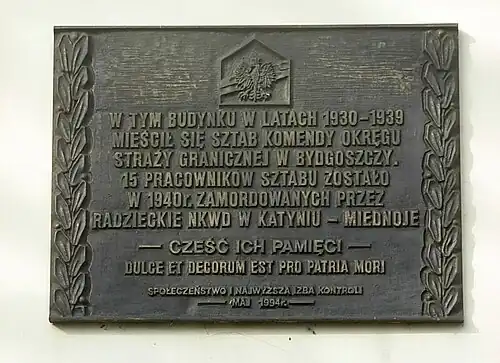 W TYM BUDYNKU W LATACH 1930-1939
MIEŚCIŁ SIĘ SZTAB KOMENDY OKRĘGU
STRAŻY GRANICZNEJ W BYDGOSZCZY.
15 PRACOWNIKÓW SZTABU ZOSTAŁO
W 1940r. ZAMORDOWANYCH PRZEZ
RADZIECKIE NKWD W KATYNIU - MIEDNOJE
— CZEŚĆ ICH PAMIĘCI —
DULCE ET DECORUM EST PRO PATRIA MORI
SPOŁECZEŃSTWO I NAJWYŻSZA IZBA KONTROLI
MAJ 1994r.